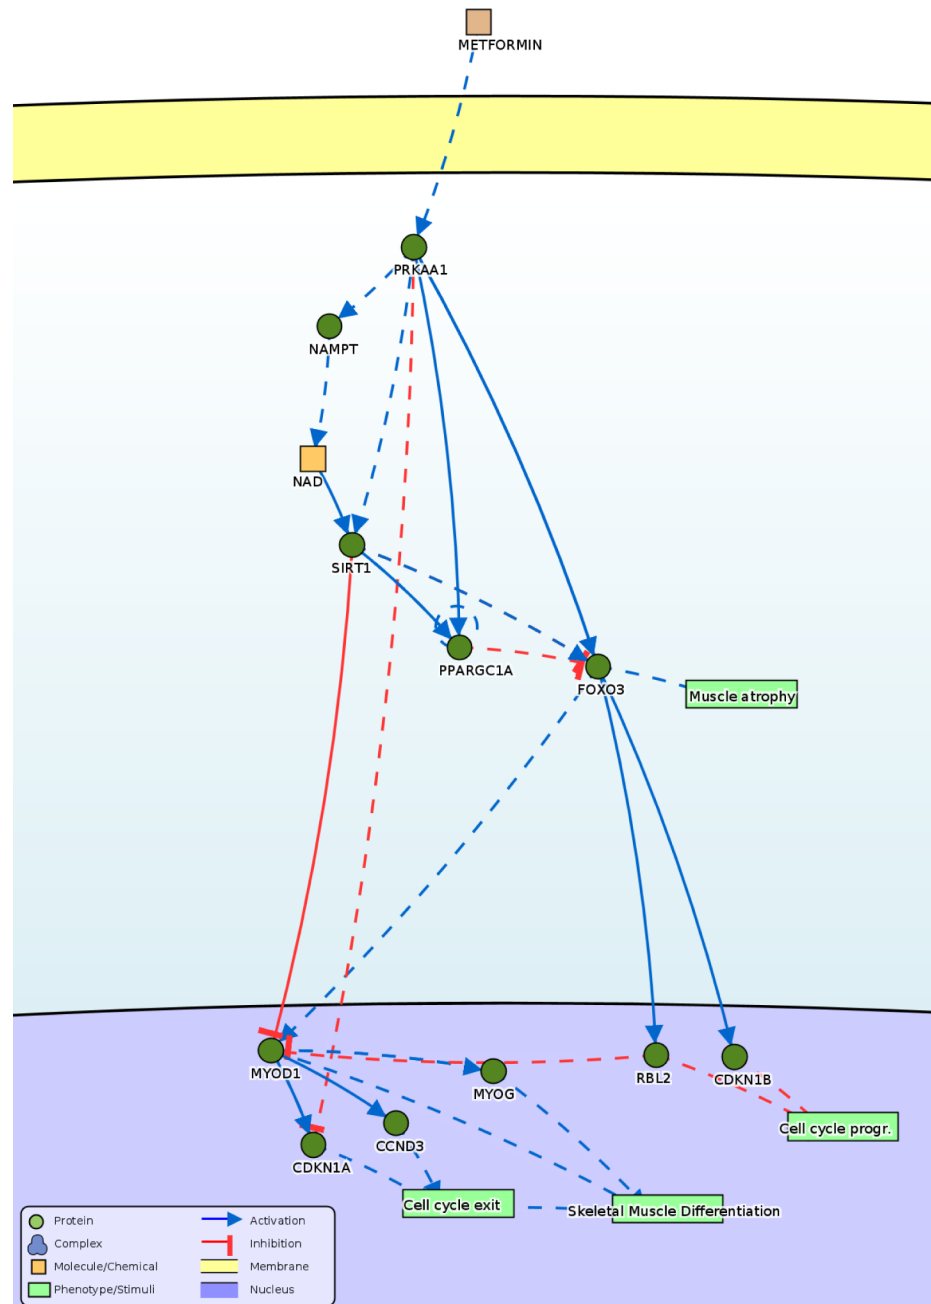 METFORMIN
PRKAA1
NAMPT
NAD
SIRT1
PPARGC1A
FOXO3
Muscle atrophy
MYOD1
MYOG
RBL2
CDKN1B
CCND3
CDKN1A
Cell cycle progr.
Cell cycle exit
Skeletal Muscle Differentiation
Protein
Activation
Complex
Inhibition
Molecule/Chemical
Membrane
Phenotype/Stimuli
Nucleus